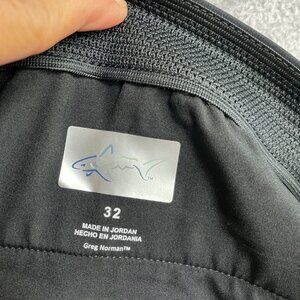 32
MADE IN JORDAN
HECHO EN JORDANIA
Greg Norman™